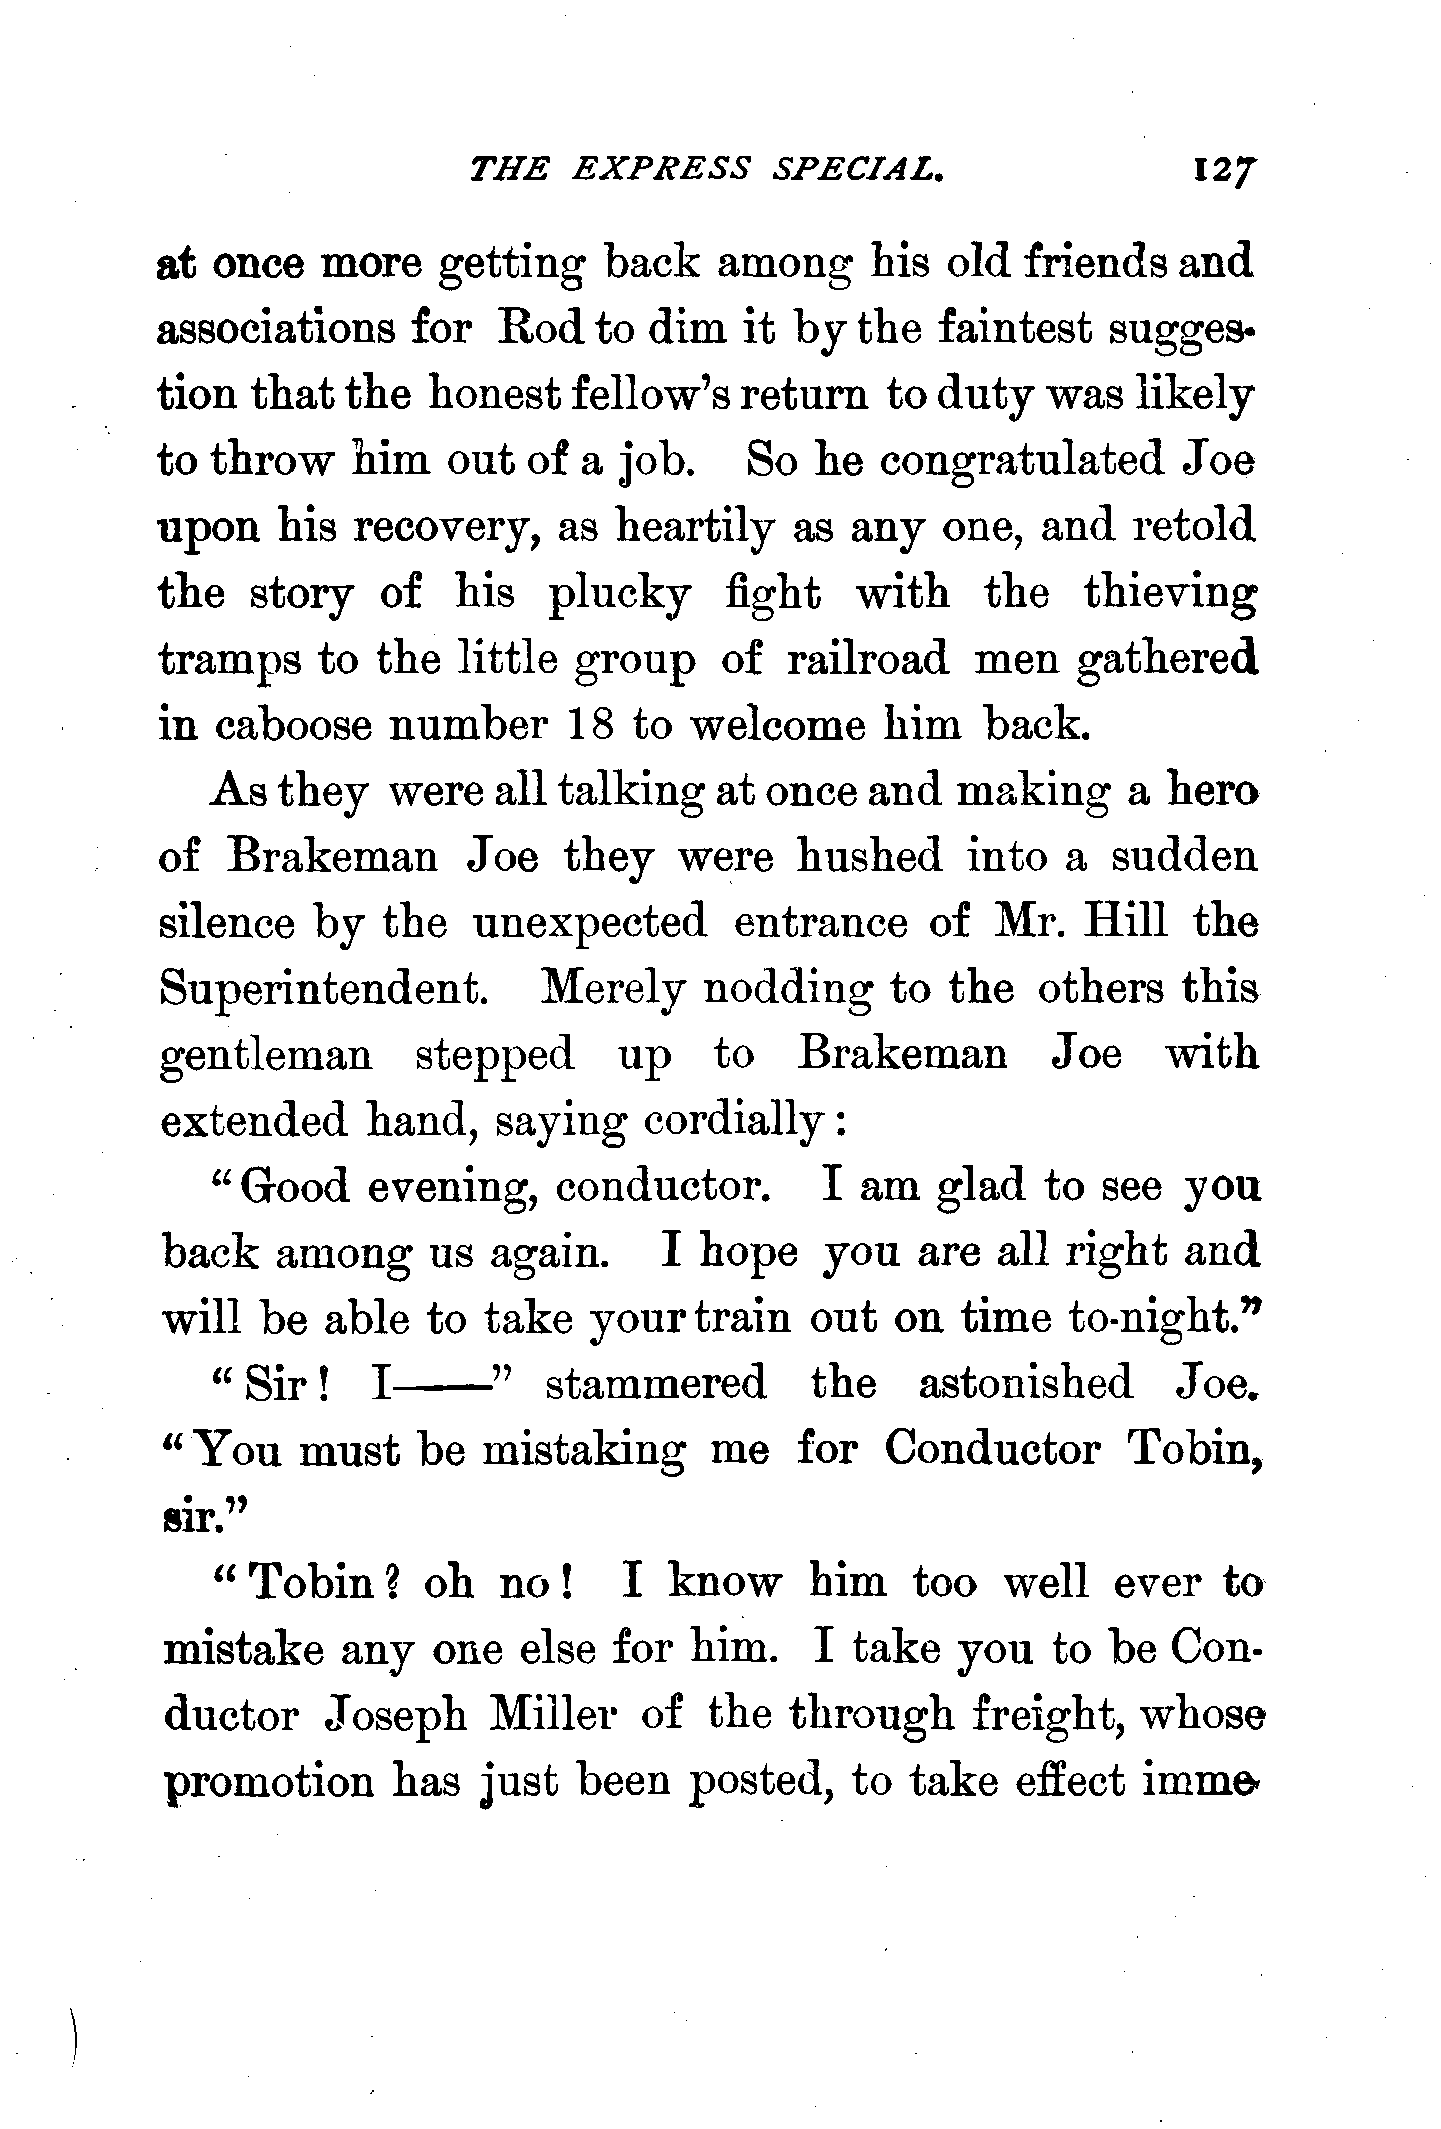 THE EXPRESS SPECIAL. 127
at once more getting back among his old friends and
associations for Rod to dim it by the faintest sugges-
tion that the honest fellow's return to duty was likely
to throw him out of a job. So he congratulated Joe
upon his recovery, as heartily as any one, and retold
the story of his plucky fight with the thieving
tramps to the little group of railroad men gathered
in caboose number 18 to welcome him back.
As they were all talking at once and making a hero
of Brakeman Joe they were hushed into a sudden
silence by the unexpected entrance of Mr. Hill the
Superintendent. Merely nodding to the others this
gentleman stepped up to Brakeman Joe with
extended hand, saying cordially:
"Good evening, conductor. I am glad to see you
back among us again. I hope you are all right and
will be able to take your train out on time to-night."
"Sir! I——" stammered the astonished Joe.
"You must be mistaking me for Conductor Tobin,
sir."
"Tobin? oh no! I know him too well ever to
mistake any one else for him. I take you to be Con-
ductor Joseph Miller of the through freight, whose
promotion has just been posted, to take effect imme-